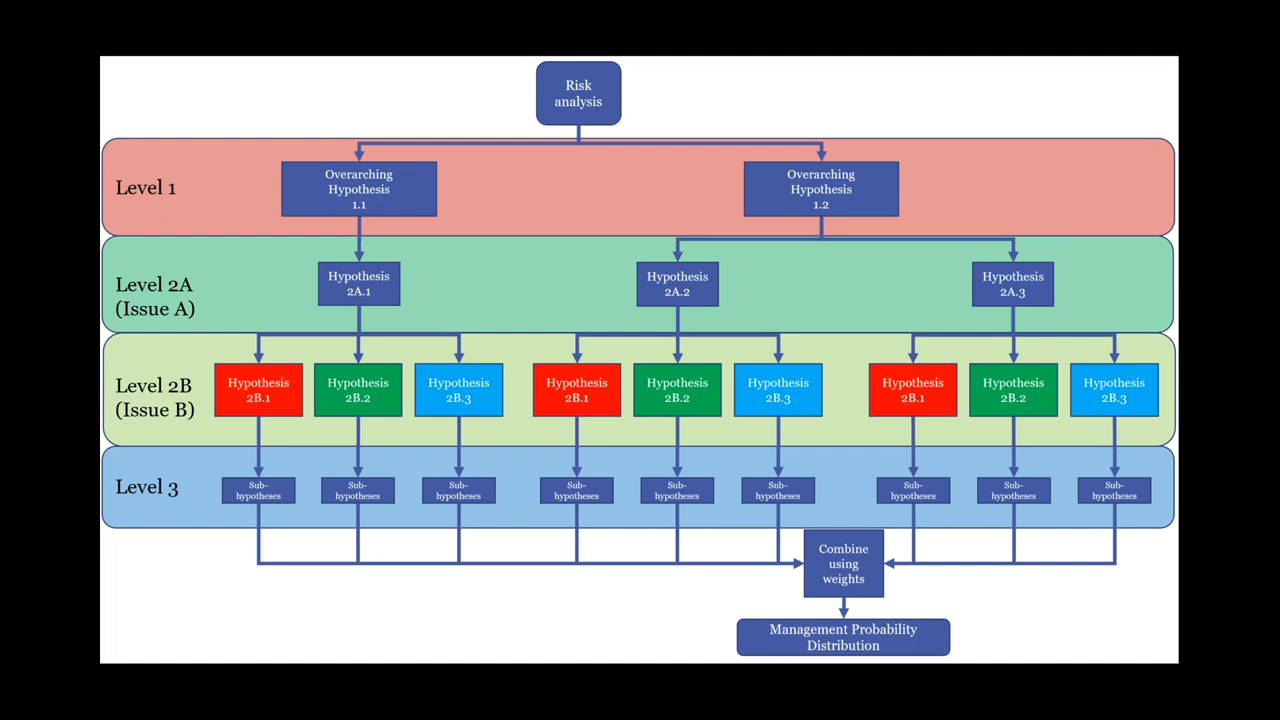 Risk
analysis
Level 1
Overarching
Hypothesis
1.1
Overarching
Hypothesis
1.2
Level 2A
(Issue A)
Hypothesis
2A.1
Hypothesis
2A.2
Hypothesis
2A.3
Level 2B
(Issue B)
Hypothesis
2B.1
Hypothesis
2B.2
Hypothesis
2B.3
Hypothesis
2B.1
Hypothesis
2B.2
Hypothesis
2B.3
Hypothesis
2B.1
Hypothesis
2B.2
Hypothesis
2B.3
Level 3
Sub-
hypotheses
Sub-
hypotheses
Sub-
hypotheses
Sub-
hypotheses
Sub-
hypotheses
Sub-
hypotheses
Sub-
hypotheses
Sub-
hypotheses
Sub-
hypotheses
Combine
using
weights
Management Probability
Distribution